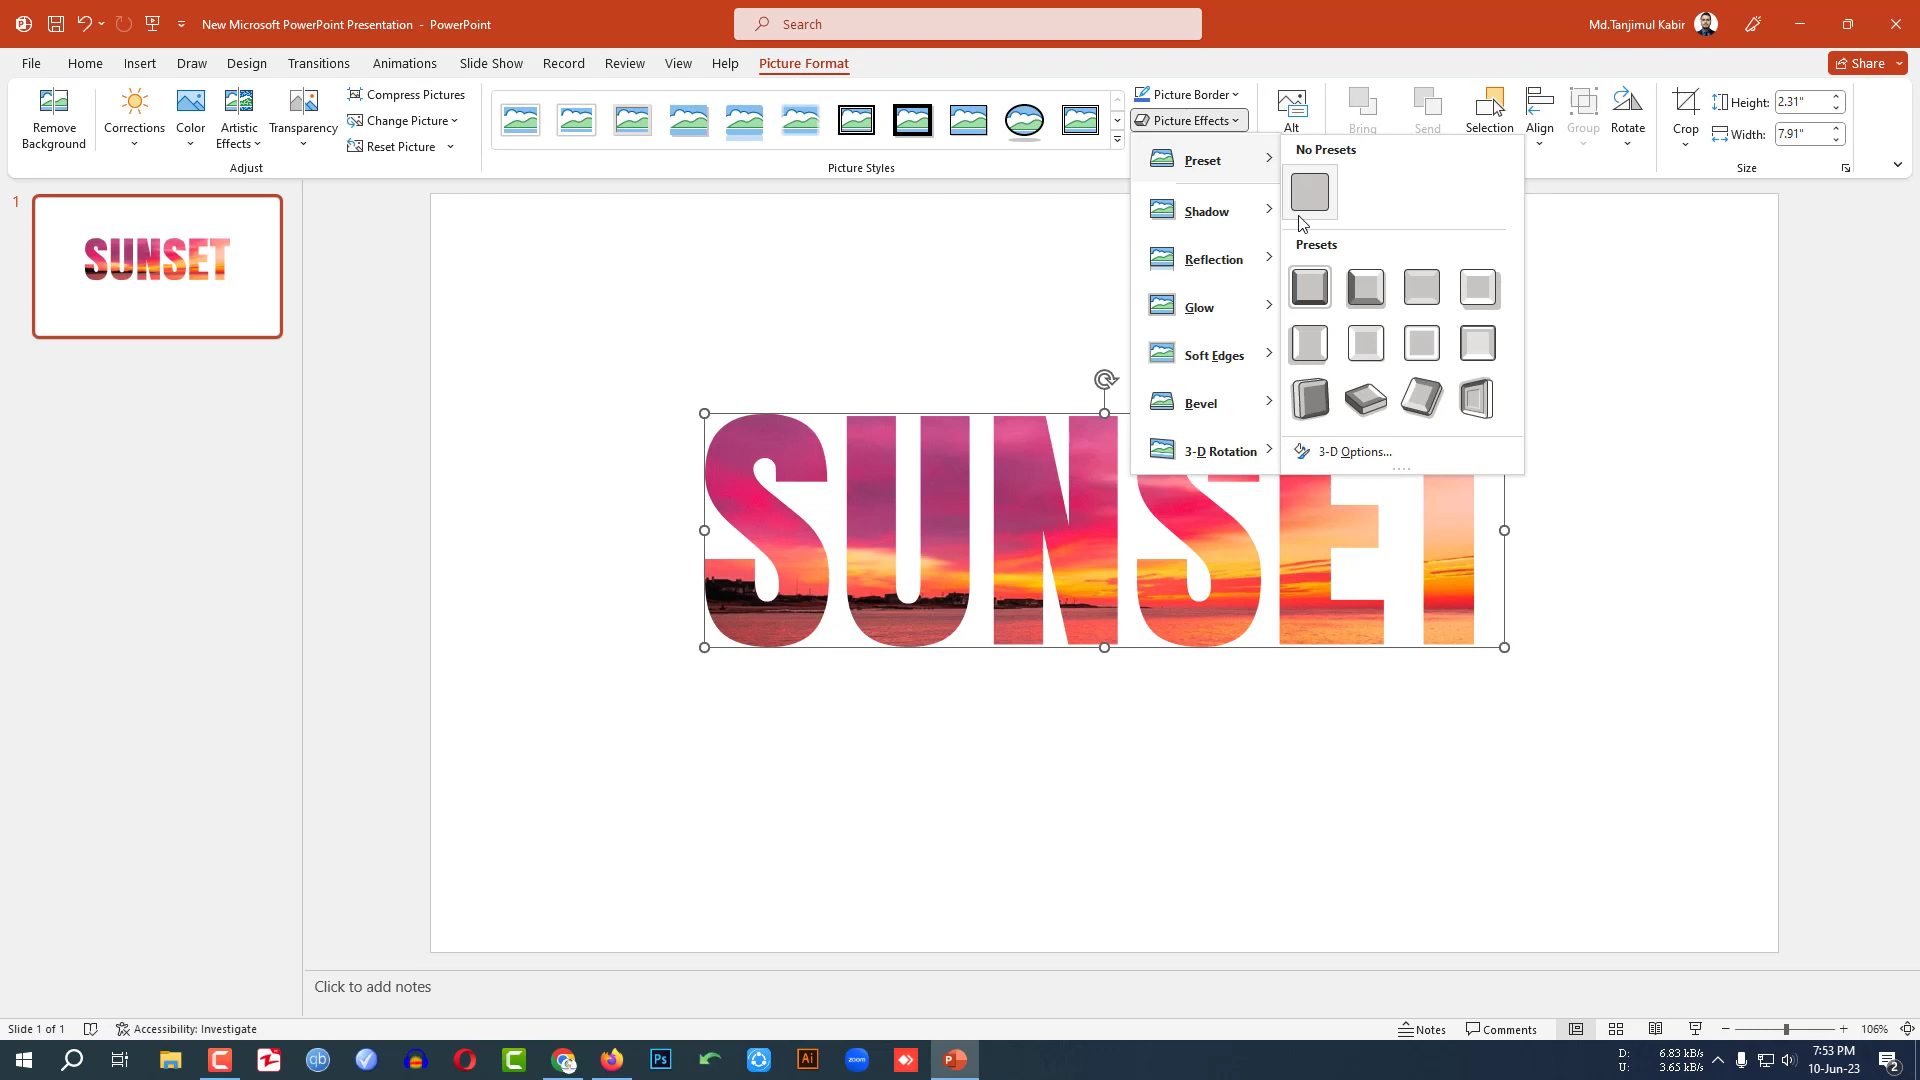 New Microsoft PowerPoint Presentation - PowerPoint
Search
Md.Tanjimul Kabir
File Home Insert Draw Design Transitions Animations Slide Show Record Review View Help Picture Format
Share
Remove Background
Corrections
Color
Artistic Effects
Transparency
Compress Pictures
Change Picture
Reset Picture
Adjust
Picture Styles
Picture Border
Picture Effects
Alt
Bring
Send
Selection
Align
Group
Rotate
Crop
Height: 2.31"
Width: 7.91"
Size
Preset
Shadow
Reflection
Glow
Soft Edges
Bevel
3-D Rotation
No Presets
Presets
3-D Options...
1
SUNSET
SUNSET
Click to add notes
Slide 1 of 1
Accessibility: Investigate
Notes
Comments
106%
qb
Ps
Ai
zoom
D: 6.83 kB/s
U: 3.65 kB/s
7:53 PM
10-Jun-23
2